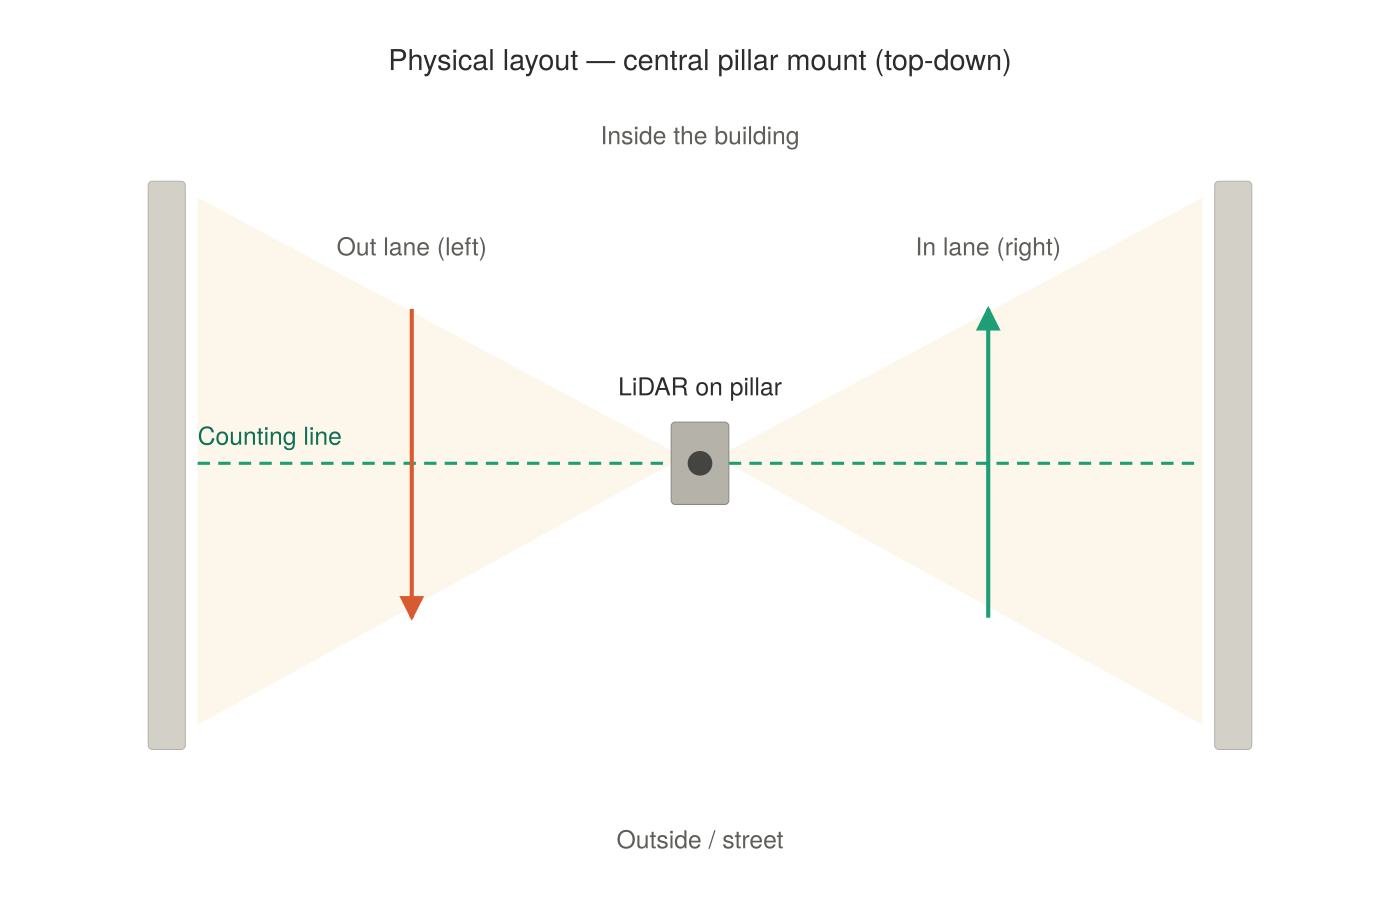 Physical layout — central pillar mount (top-down)
Inside the building
Out lane (left)
In lane (right)
LiDAR on pillar
Counting line
Outside / street